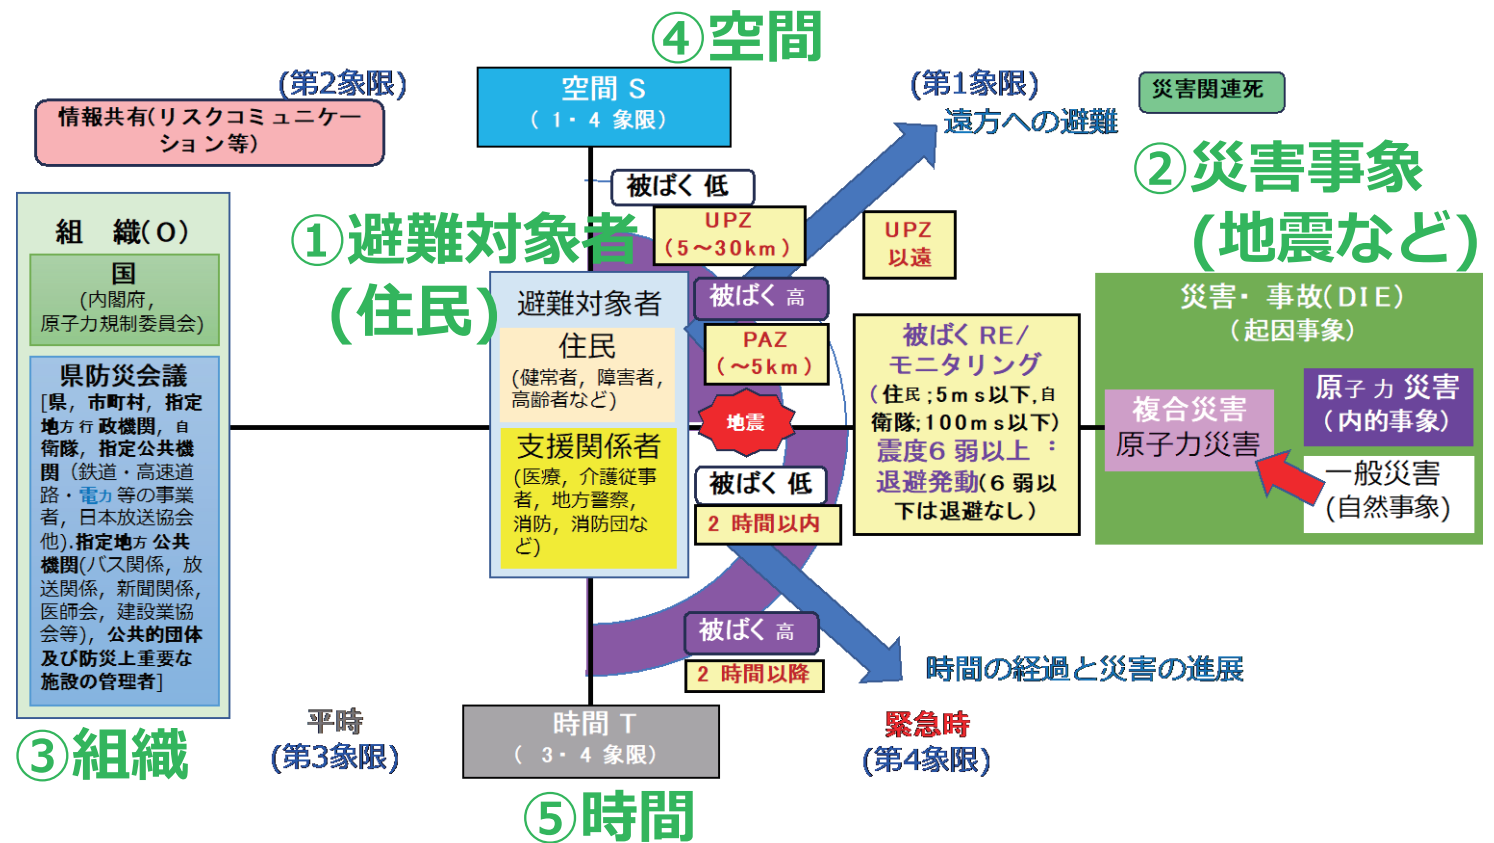 ④空間
(第2象限)
空間 S
( 1・4 象限)
(第1象限)
遠方への避難
災害関連死
情報共有(リスクコミュニケー
ション等)
②災害事象
(地震など)
①避難対象者
(住民)
被ばく 低
UPZ
(5〜30km)
UPZ
以遠
被ばく 高
PAZ
(〜5km)
組 織(O)
国
(内閣府,
原子力規制委員会)
県防災会議
[県, 市町村, 指定
地方行政機関, 自
衛隊, 指定公共機
関(鉄道・高速道
路・電力等の事業
者, 日本放送協会
他).指定地方公共
機関(バス関係, 放
送関係, 新聞関係,
医師会, 建設業協
会等), 公共的団体
及び防災上重要な
施設の管理者]
避難対象者
住民
(健常者, 障害者,
高齢者など)
支援関係者
(医療, 介護従事
者, 地方警察,
消防, 消防団な
ど)
地震
被ばく 低
2 時間以内
被ばく 高
2 時間以降
被ばく RE/
モニタリング
(住民;5ms以下,自
衛隊;100ms以下)
震度6 弱以上 :
退避発動(6 弱以
下は退避なし)
災害・ 事故(DIE)
(起因事象)
複合災害
原子力災害
原子力 災害
(内的事象)
一般災害
(自然事象)
時間の経過と災害の進展
③組織
平時
(第3象限)
時間 T
( 3・4 象限)
緊急時
(第4象限)
⑤時間